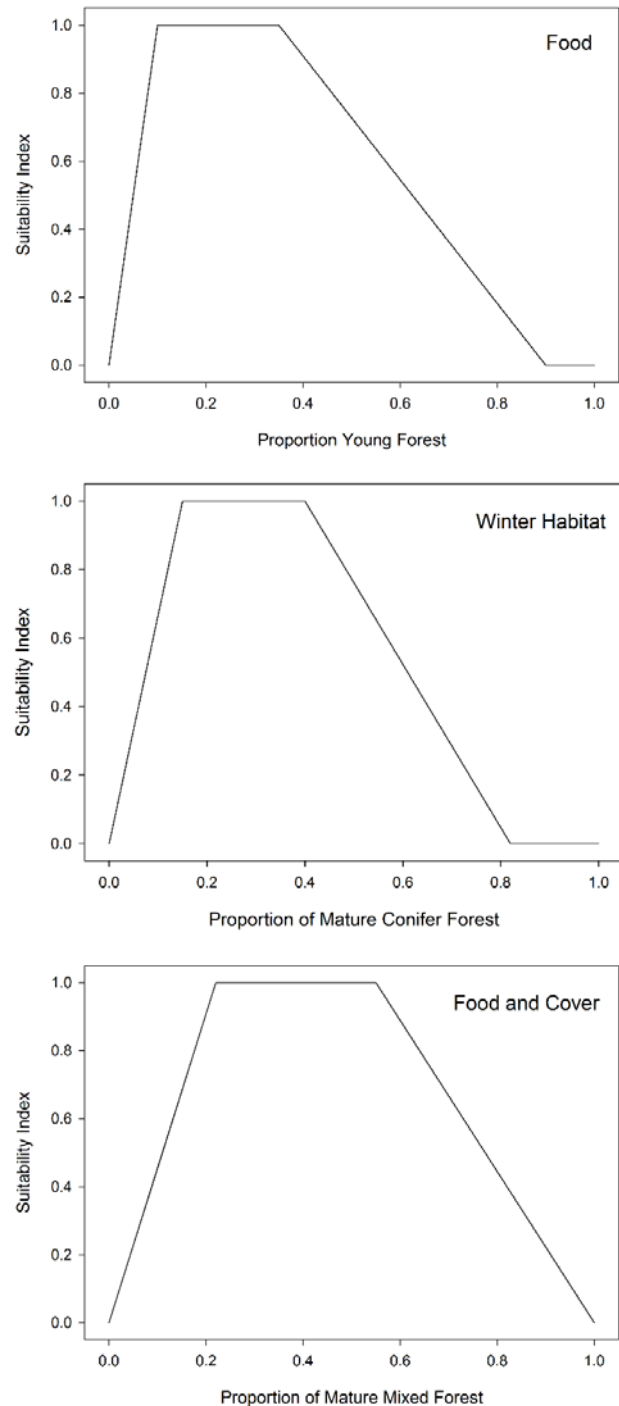 Food
Suitability Index
1.0
0.8
0.6
0.4
0.2
0.0
0.0 0.2 0.4 0.6 0.8 1.0
Proportion Young Forest
Winter Habitat
Suitability Index
1.0
0.8
0.6
0.4
0.2
0.0
0.0 0.2 0.4 0.6 0.8 1.0
Proportion of Mature Conifer Forest
Food and Cover
Suitability Index
1.0
0.8
0.6
0.4
0.2
0.0
0.0 0.2 0.4 0.6 0.8 1.0
Proportion of Mature Mixed Forest